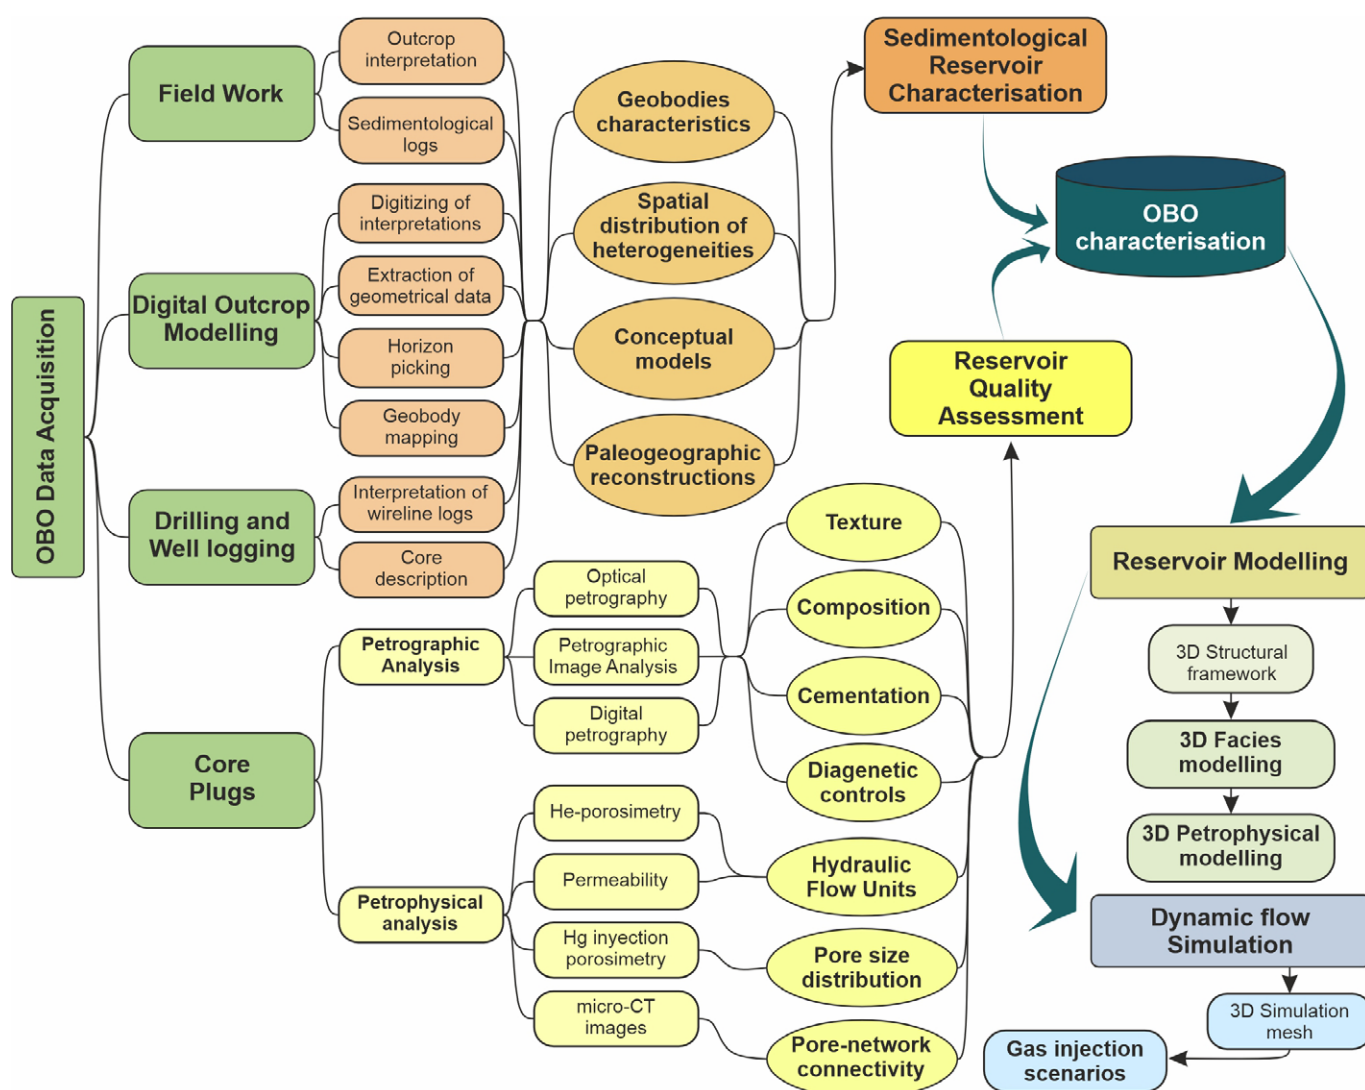 OBO Data Acquisition
Field Work
Digital Outcrop
Modelling
Drilling and
Well logging
Core
Plugs
Outcrop
interpretation
Sedimentological
logs
Digitizing of
interpretations
Extraction of
geometrical data
Horizon
picking
Geobody
mapping
Interpretation of
wireline logs
Core
description
Petrographic
Analysis
Petrophysical
analysis
Optical
petrography
Petrographic
Image Analysis
Digital
petrography
He-porosimetry
Permeability
Hg inyection
porosimetry
micro-CT
images
Geobodies
characteristics
Spatial
distribution of
heterogeneities
Conceptual
models
Paleogeographic
reconstructions
Texture
Composition
Cementation
Diagenetic
controls
Hydraulic
Flow Units
Pore size
distribution
Pore-network
connectivity
Sedimentological
Reservoir
Characterisation
Reservoir
Quality
Assessment
OBO
characterisation
Reservoir Modelling
3D Structural
framework
3D Facies
modelling
3D Petrophysical
modelling
Dynamic flow
Simulation
3D Simulation
mesh
Gas injection
scenarios